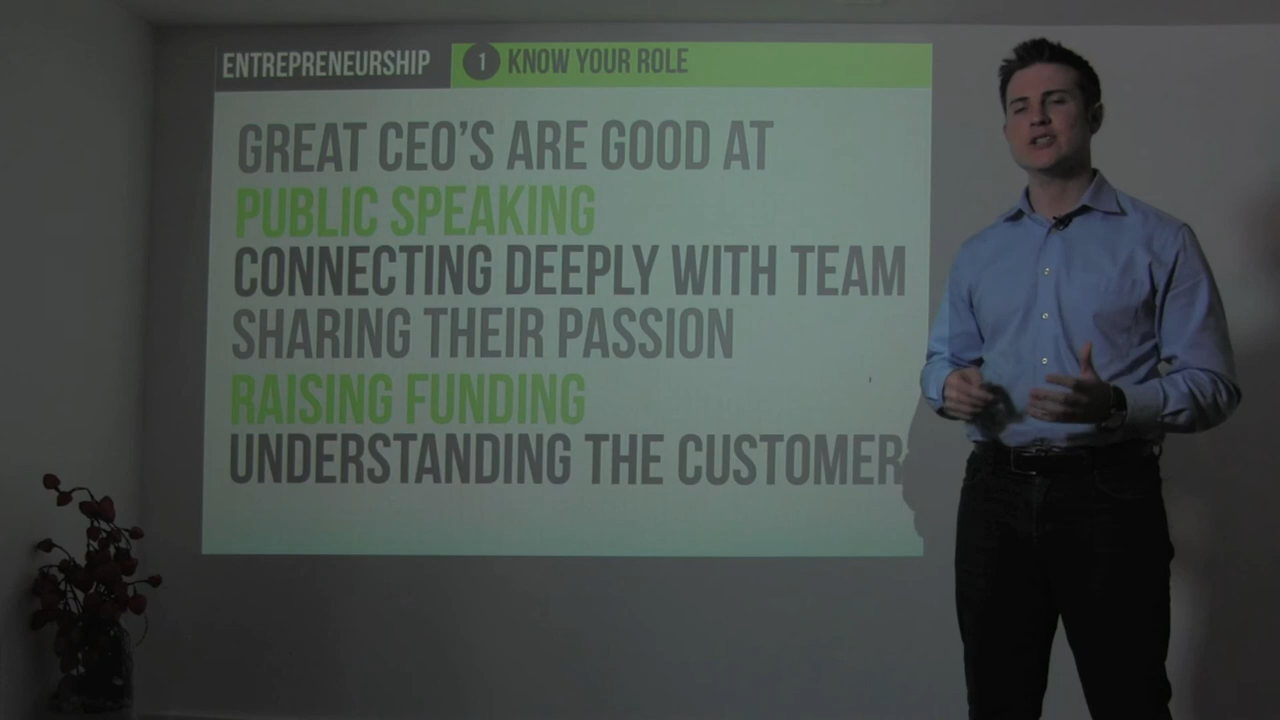 ENTREPRENEURSHIP 1 KNOW YOUR ROLE
GREAT CEO'S ARE GOOD AT
PUBLIC SPEAKING
CONNECTING DEEPLY WITH TEAM
SHARING THEIR PASSION
RAISING FUNDING
UNDERSTANDING THE CUSTOMER